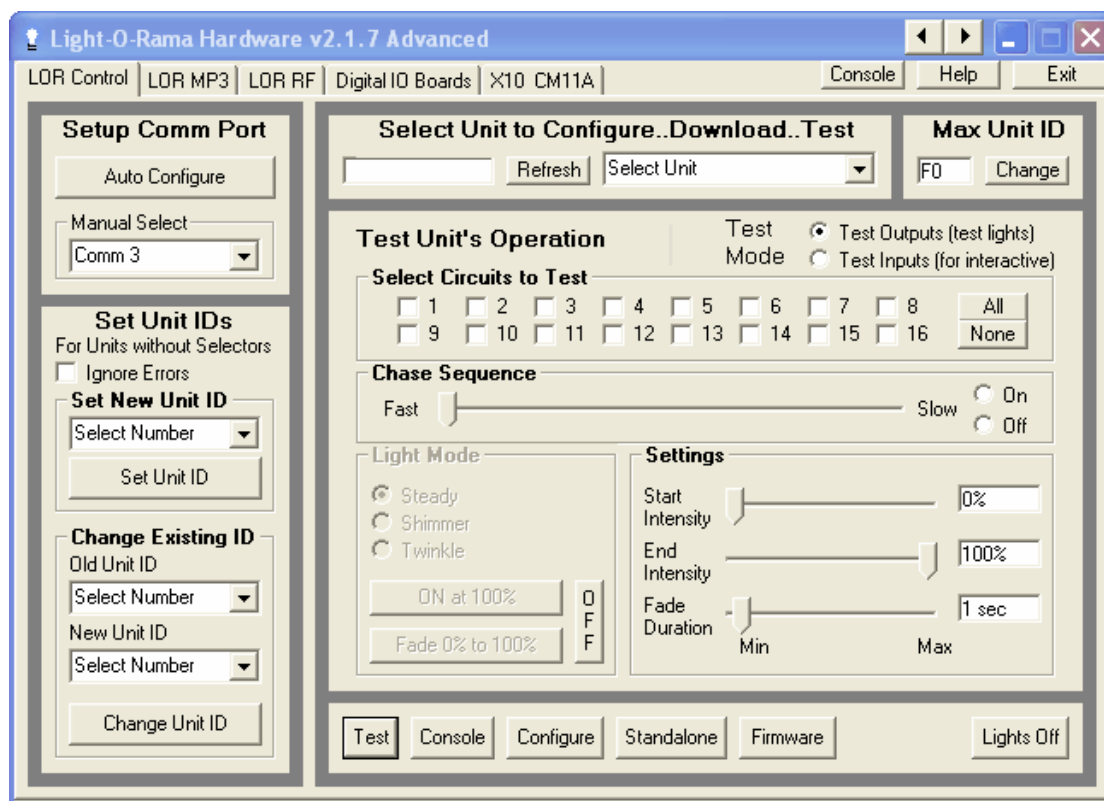 Light-O-Rama Hardware v2.1.7 Advanced
LOR Control LOR MP3 LOR RF Digital IO Boards X10 CM11A Console Help Exit
Setup Comm Port
Auto Configure
Manual Select
Comm 3
Set Unit IDs
For Units without Selectors
Ignore Errors
Set New Unit ID
Select Number
Set Unit ID
Change Existing ID
Old Unit ID
Select Number
New Unit ID
Select Number
Change Unit ID
Select Unit to Configure..Download..Test
Refresh Select Unit
Max Unit ID
F0 Change
Test Unit's Operation
Test Mode
Test Outputs (test lights)
Test Inputs (for interactive)
Select Circuits to Test
1 2 3 4 5 6 7 8 All
9 10 11 12 13 14 15 16 None
Chase Sequence
Fast Slow
On
Off
Light Mode
Steady
Shimmer
Twinkle
ON at 100%
Fade 0% to 100%
OFF
Settings
Start Intensity 0%
End Intensity 100%
Fade Duration 1 sec
Min Max
Test Console Configure Standalone Firmware Lights Off